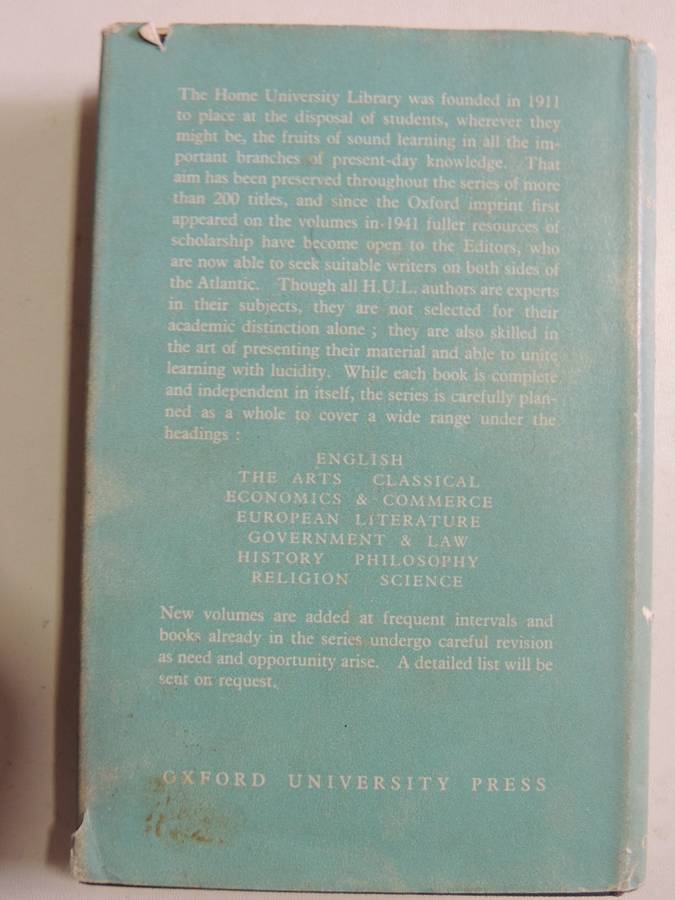 The Home University Library was founded in 1911
to place at the disposal of students, wherever they
might be, the fruits of sound learning in all the im-
portant branches of present-day knowledge. That
aim has been preserved throughout the series of more
than 200 titles, and since the Oxford imprint first
appeared on the volumes in 1941 fuller resources of
scholarship have become open to the Editors, who
are now able to seek suitable writers on both sides of
the Atlantic. Though all H.U.L. authors are experts
in their subjects, they are not selected for their
academic distinction alone ; they are also skilled in
the art of presenting their material and able to unite
learning with lucidity. While each book is complete
and independent in itself, the series is carefully plan-
ned as a whole to cover a wide range under the
headings :
ENGLISH
THE ARTS CLASSICAL
ECONOMICS & COMMERCE
EUROPEAN LITERATURE
GOVERNMENT & LAW
HISTORY PHILOSOPHY
RELIGION SCIENCE
New volumes are added at frequent intervals and
books already in the series undergo careful revision
as need and opportunity arise. A detailed list will be
sent on request.
OXFORD UNIVERSITY PRESS